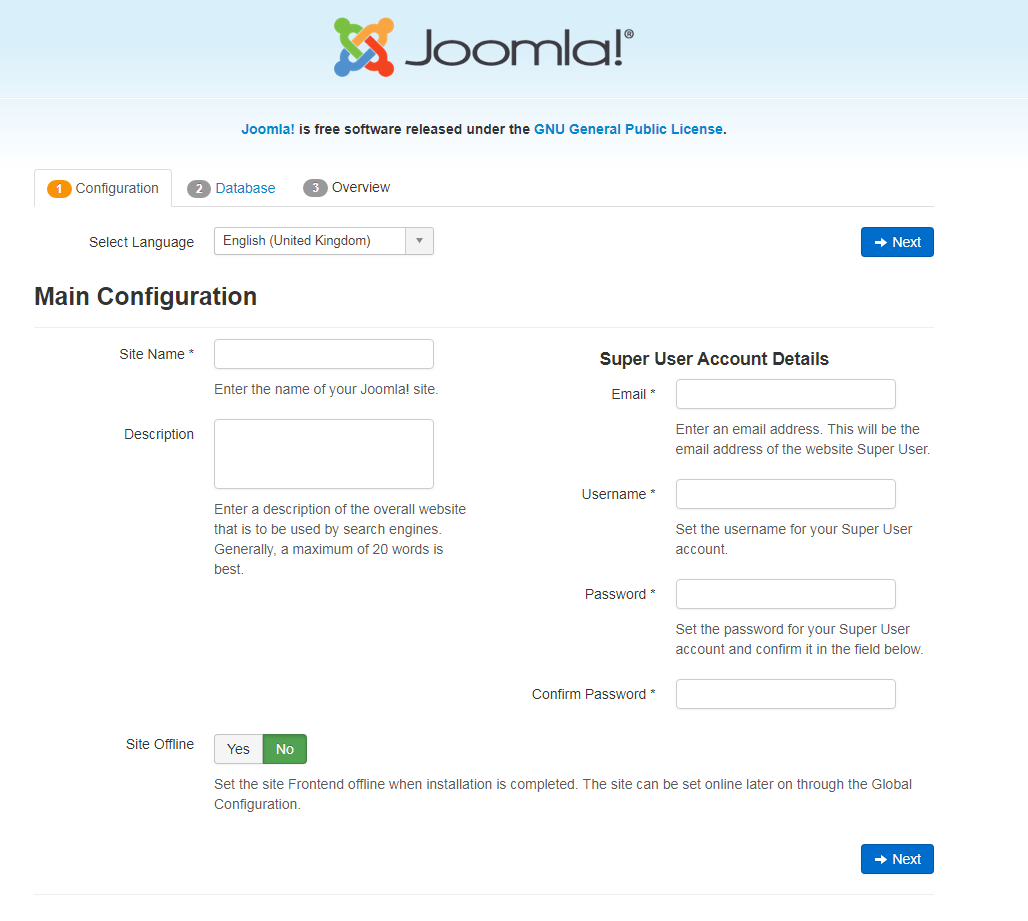 Joomla!®
Joomla! is free software released under the GNU General Public License.
1 Configuration
2 Database
3 Overview
Select Language
English (United Kingdom)
Next
Main Configuration
Site Name *
Enter the name of your Joomla! site.
Description
Enter a description of the overall website
that is to be used by search engines.
Generally, a maximum of 20 words is
best.
Super User Account Details
Email *
Enter an email address. This will be the
email address of the website Super User.
Username *
Set the username for your Super User
account.
Password *
Set the password for your Super User
account and confirm it in the field below.
Confirm Password *
Site Offline
Yes
No
Set the site Frontend offline when installation is completed. The site can be set online later on through the Global
Configuration.
Next